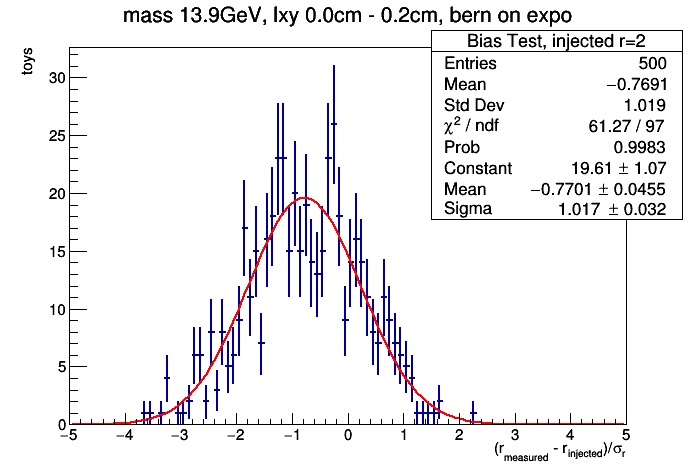 mass 13.9GeV, lxy 0.0cm - 0.2cm, bern on expo
Bias Test, injected r=2
Entries 500
Mean −0.7691
Std Dev 1.019
χ² / ndf 61.27 / 97
Prob 0.9983
Constant 19.61 ± 1.07
Mean −0.7701 ± 0.0455
Sigma 1.017 ± 0.032
toys
30
25
20
15
10
5
0
−5 −4 −3 −2 −1 0 1 2 3 4 5
(r_measured - r_injected)/σ_r